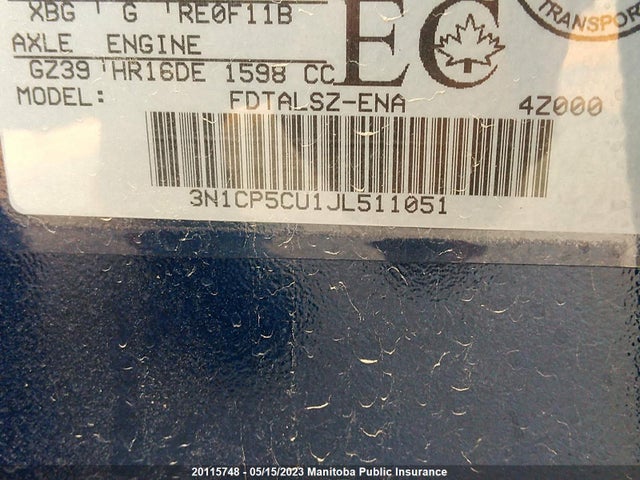 XBG G RE0F11B
AXLE ENGINE
GZ39 HR16DE 1598 CC
EC
TRANSPORT
MODEL: FDTALSZ-ENA 4Z000
3N1CP5CU1JL511051
20115748 - 05/15/2023 Manitoba Public Insurance